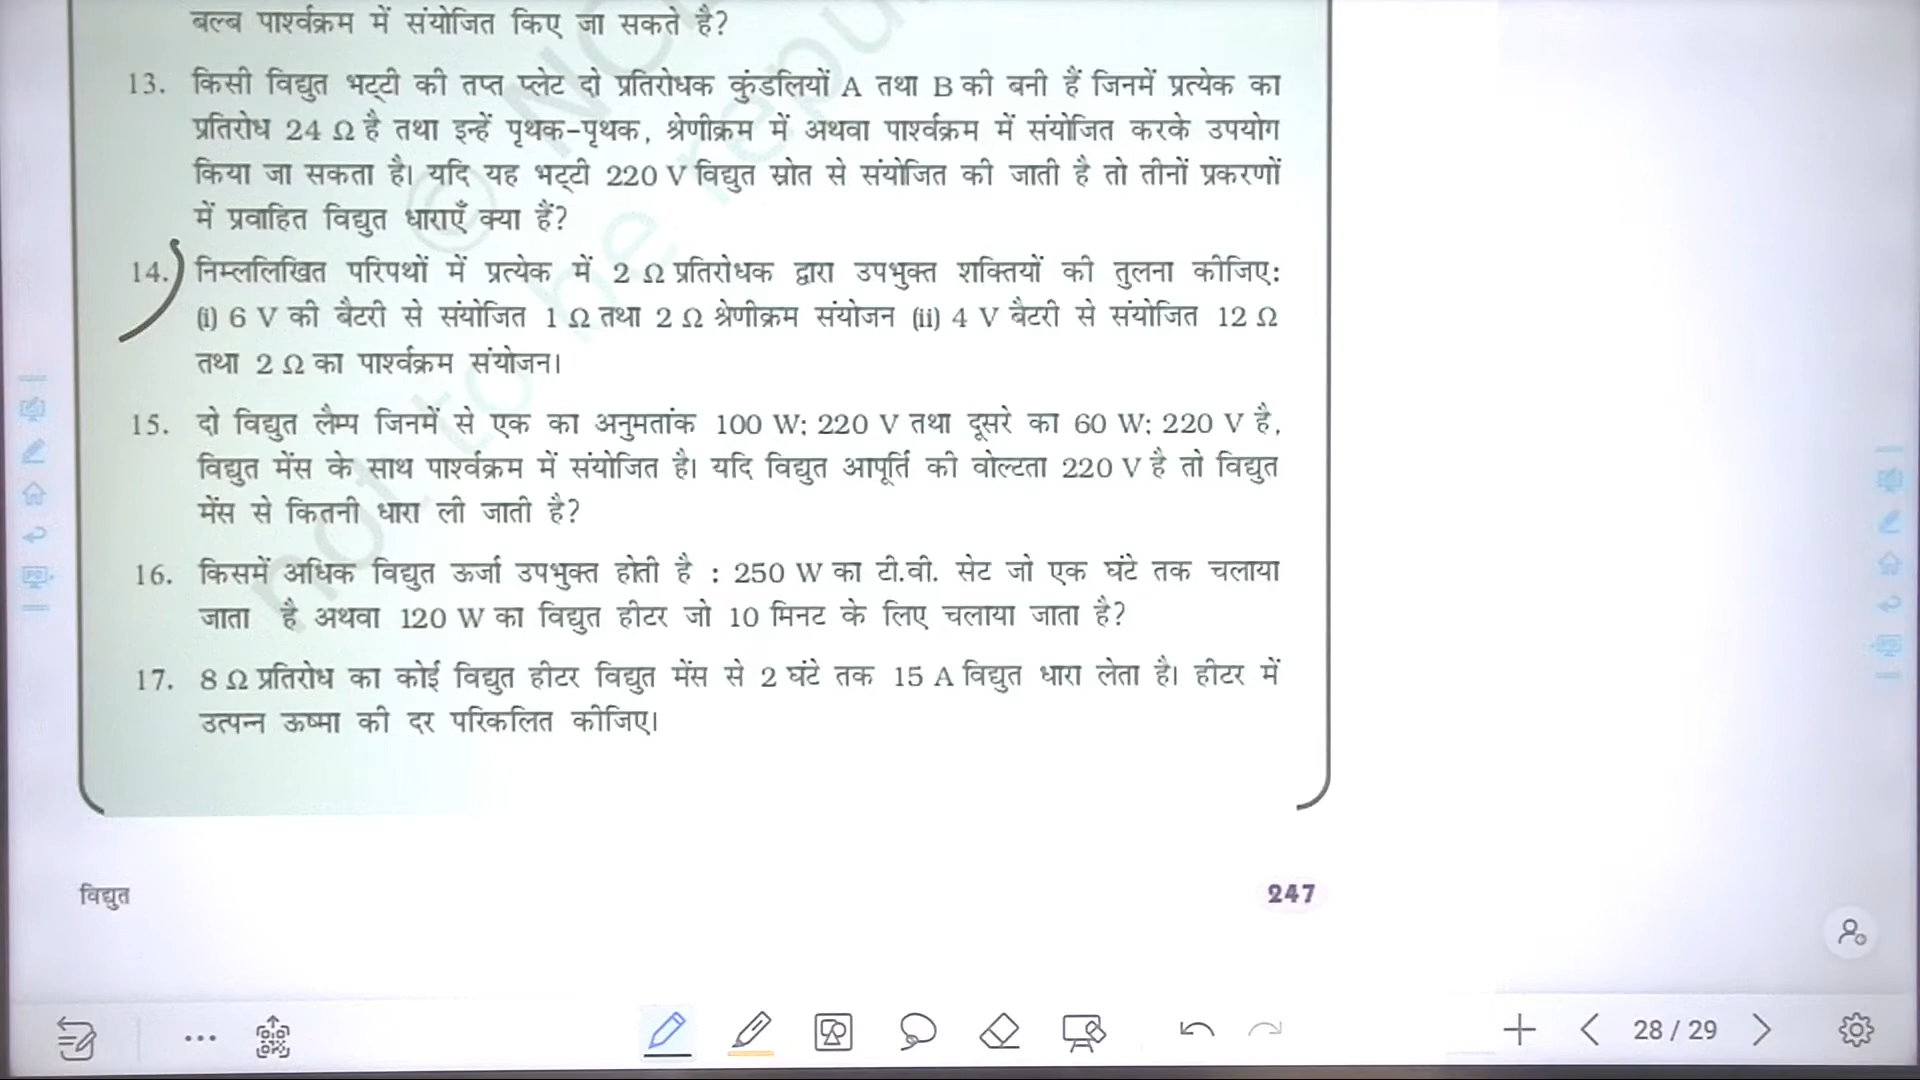 बल्ब पार्श्वक्रम में संयोजित किए जा सकते है?
13. किसी विद्युत भट्टी की तप्त प्लेट दो प्रतिरोधक कुंडलियों A तथा B की बनी हैं जिनमें प्रत्येक का
प्रतिरोध 24 Ω है तथा इन्हें पृथक-पृथक, श्रेणीक्रम में अथवा पार्श्वक्रम में संयोजित करके उपयोग
किया जा सकता है। यदि यह भट्टी 220 V विद्युत स्रोत से संयोजित की जाती है तो तीनों प्रकरणों
में प्रवाहित विद्युत धाराएँ क्या हैं?
14. निम्ललिखित परिपथों में प्रत्येक में 2 Ω प्रतिरोधक द्वारा उपभुक्त शक्तियों की तुलना कीजिए:
(i) 6 V की बैटरी से संयोजित 1 Ω तथा 2 Ω श्रेणीक्रम संयोजन (ii) 4 V बैटरी से संयोजित 12 Ω
तथा 2 Ω का पार्श्वक्रम संयोजन।
15. दो विद्युत लैम्प जिनमें से एक का अनुमतांक 100 W; 220 V तथा दूसरे का 60 W; 220 V है,
विद्युत मेंस के साथ पार्श्वक्रम में संयोजित है। यदि विद्युत आपूर्ति की वोल्टता 220 V है तो विद्युत
मेंस से कितनी धारा ली जाती है?
16. किसमें अधिक विद्युत ऊर्जा उपभुक्त होती है : 250 W का टी.वी. सेट जो एक घंटे तक चलाया
जाता है अथवा 120 W का विद्युत हीटर जो 10 मिनट के लिए चलाया जाता है?
17. 8 Ω प्रतिरोध का कोई विद्युत हीटर विद्युत मेंस से 2 घंटे तक 15 A विद्युत धारा लेता है। हीटर में
उत्पन्न ऊष्मा की दर परिकलित कीजिए।
विद्युत
247
28 / 29